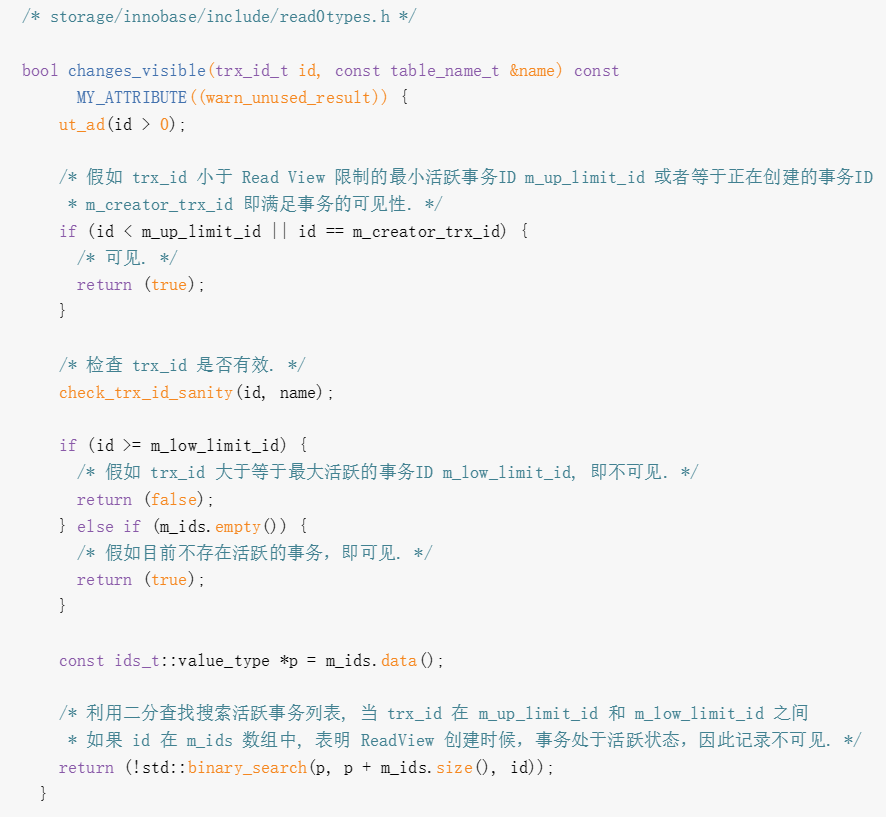 /* storage/innobase/include/read0types.h */
bool changes_visible(trx_id_t id, const table_name_t &name) const
MY_ATTRIBUTE((warn_unused_result)) {
ut_ad(id > 0);
/* 假如 trx_id 小于 Read View 限制的最小活跃事务ID m_up_limit_id 或者等于正在创建的事务ID
* m_creator_trx_id 即满足事务的可见性. */
if (id < m_up_limit_id || id == m_creator_trx_id) {
/* 可见. */
return (true);
}
/* 检查 trx_id 是否有效. */
check_trx_id_sanity(id, name);
if (id >= m_low_limit_id) {
/* 假如 trx_id 大于等于最大活跃的事务ID m_low_limit_id, 即不可见. */
return (false);
} else if (m_ids.empty()) {
/* 假如目前不存在活跃的事务，即可见. */
return (true);
}
const ids_t::value_type *p = m_ids.data();
/* 利用二分查找搜索活跃事务列表, 当 trx_id 在 m_up_limit_id 和 m_low_limit_id 之间
* 如果 id 在 m_ids 数组中, 表明 ReadView 创建时候，事务处于活跃状态，因此记录不可见. */
return (!std::binary_search(p, p + m_ids.size(), id));
}